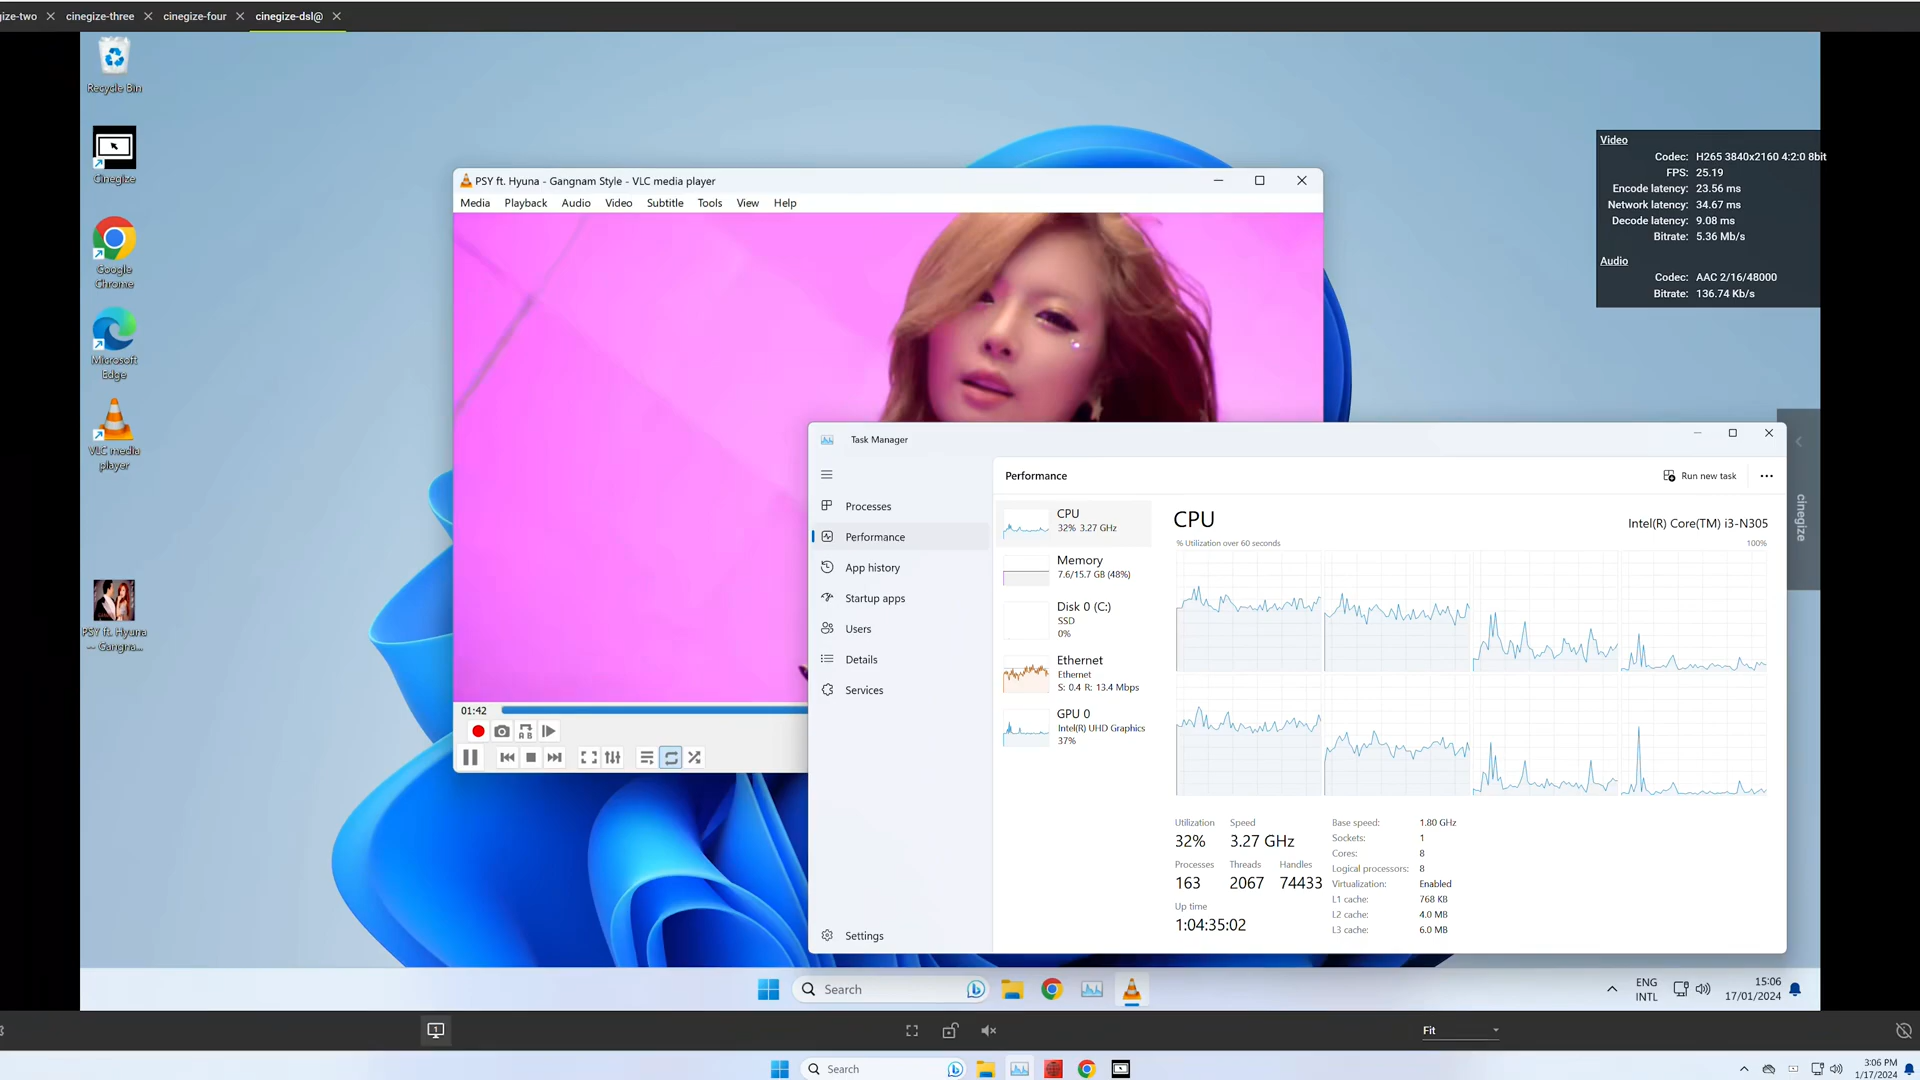 ize-two
cinegize-three
cinegize-four
cinegize-dsl@
Recycle Bin
Cinegize
Google
Chrome
Microsoft
Edge
VLC media
player
PSY ft. Hyuna
-- Gangna...
PSY ft. Hyuna - Gangnam Style - VLC media player
Media Playback Audio Video Subtitle Tools View Help
01:42
A B
Video
Codec: H265 3840x2160 4:2:0 8bit
FPS: 25.19
Encode latency: 23.56 ms
Network latency: 34.67 ms
Decode latency: 9.08 ms
Bitrate: 5.36 Mb/s
Audio
Codec: AAC 2/16/48000
Bitrate: 136.74 Kb/s
cinegize
Task Manager
Processes
Performance
App history
Startup apps
Users
Details
Services
Settings
Performance
Run new task
CPU
32% 3.27 GHz
Memory
7.6/15.7 GB (48%)
Disk 0 (C:)
SSD
0%
Ethernet
Ethernet
S: 0.4 R: 13.4 Mbps
GPU 0
Intel(R) UHD Graphics
37%
CPU
Intel(R) Core(TM) i3-N305
% Utilization over 60 seconds
100%
Utilization Speed
32% 3.27 GHz
Processes Threads Handles
163 2067 74433
Up time
1:04:35:02
Base speed: 1.80 GHz
Sockets: 1
Cores: 8
Logical processors: 8
Virtualization: Enabled
L1 cache: 768 KB
L2 cache: 4.0 MB
L3 cache: 6.0 MB
Search
ENG
INTL
15:06
17/01/2024
1
Fit
Search
3:06 PM
1/17/2024